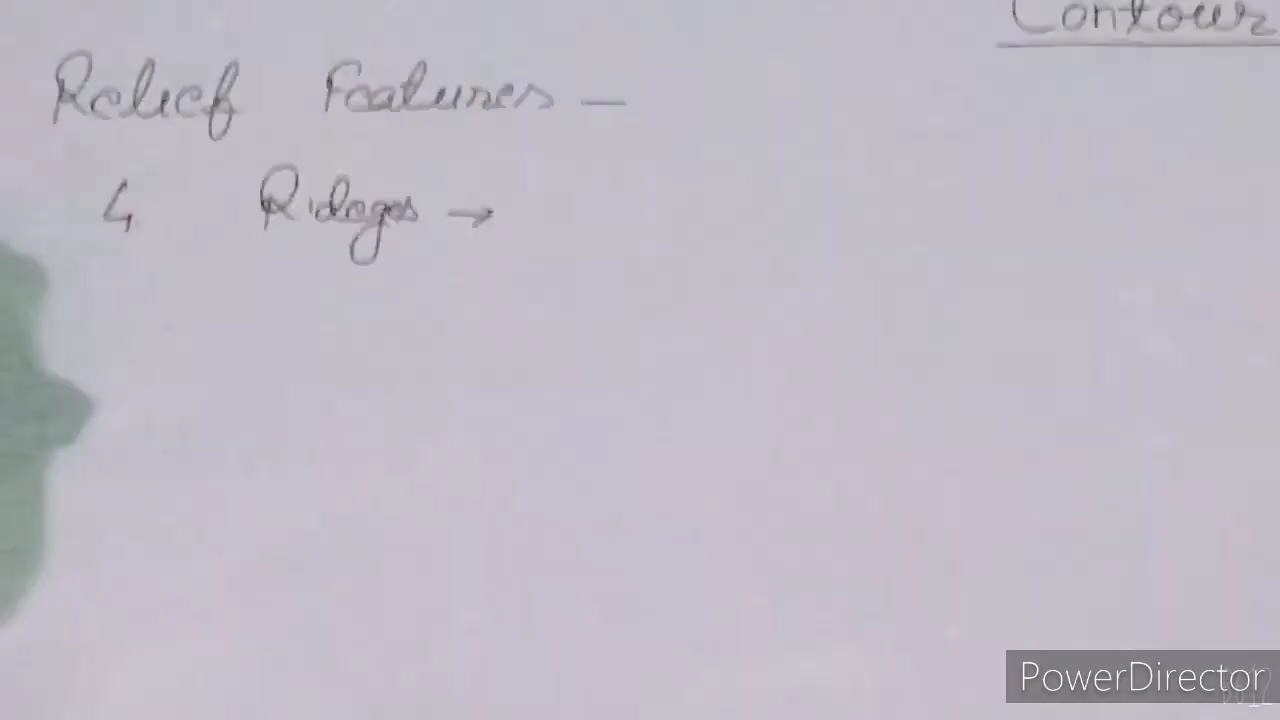 Contour
Relief Features —
4 Ridges →
PowerDirector